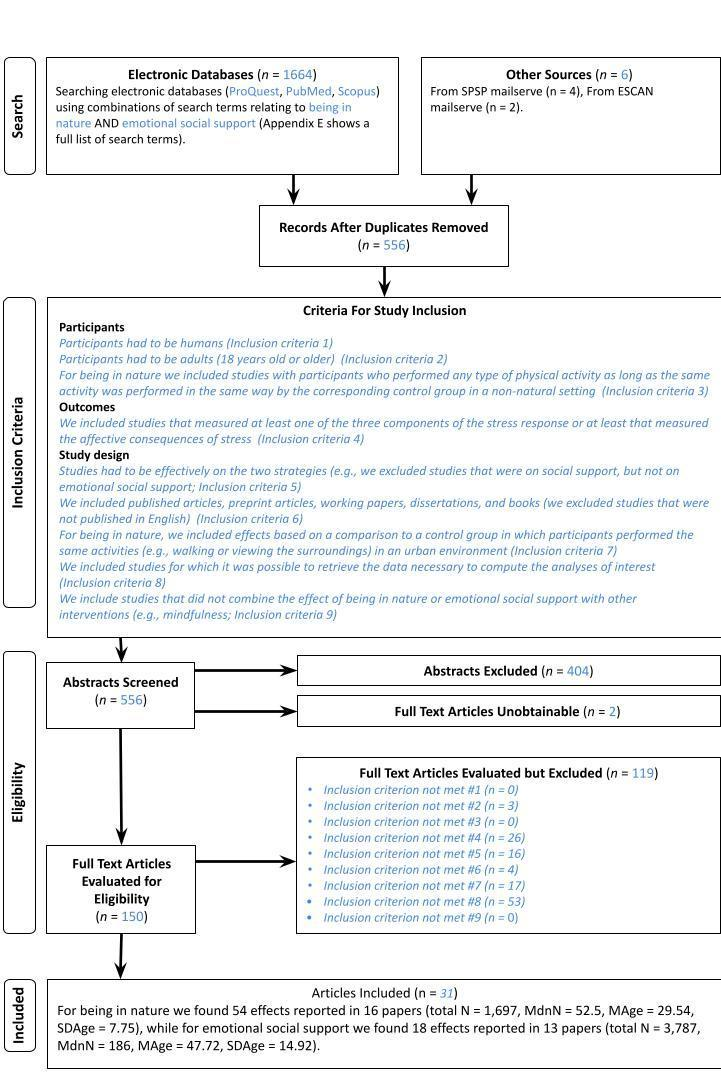 Search
Electronic Databases (n = 1664)
Searching electronic databases (ProQuest, PubMed, Scopus)
using combinations of search terms relating to being in
nature AND emotional social support (Appendix E shows a
full list of search terms).
Other Sources (n = 6)
From SPSP mailserve (n = 4), From ESCAN
mailserve (n = 2).
Records After Duplicates Removed
(n = 556)
Inclusion Criteria
Criteria For Study Inclusion
Participants
Participants had to be humans (Inclusion criteria 1)
Participants had to be adults (18 years old or older) (Inclusion criteria 2)
For being in nature we included studies with participants who performed any type of physical activity as long as the same
activity was performed in the same way by the corresponding control group in a non-natural setting (Inclusion criteria 3)
Outcomes
We included studies that measured at least one of the three components of the stress response or at least that measured
the affective consequences of stress (Inclusion criteria 4)
Study design
Studies had to be effectively on the two strategies (e.g., we excluded studies that were on social support, but not on
emotional social support; Inclusion criteria 5)
We included published articles, preprint articles, working papers, dissertations, and books (we excluded studies that were
not published in English) (Inclusion criteria 6)
For being in nature, we included effects based on a comparison to a control group in which participants performed the
same activities (e.g., walking or viewing the surroundings) in an urban environment (Inclusion criteria 7)
We included studies for which it was possible to retrieve the data necessary to compute the analyses of interest
(Inclusion criteria 8)
We include studies that did not combine the effect of being in nature or emotional social support with other
interventions (e.g., mindfulness; Inclusion criteria 9)
Eligibility
Abstracts Screened
(n = 556)
Abstracts Excluded (n = 404)
Full Text Articles Unobtainable (n = 2)
Full Text Articles Evaluated but Excluded (n = 119)
• Inclusion criterion not met #1 (n = 0)
• Inclusion criterion not met #2 (n = 3)
• Inclusion criterion not met #3 (n = 0)
• Inclusion criterion not met #4 (n = 26)
• Inclusion criterion not met #5 (n = 16)
• Inclusion criterion not met #6 (n = 4)
• Inclusion criterion not met #7 (n = 17)
• Inclusion criterion not met #8 (n = 53)
• Inclusion criterion not met #9 (n = 0)
Full Text Articles
Evaluated for
Eligibility
(n = 150)
Included
Articles Included (n = 31)
For being in nature we found 54 effects reported in 16 papers (total N = 1,697, MdnN = 52.5, MAge = 29.54,
SDAge = 7.75), while for emotional social support we found 18 effects reported in 13 papers (total N = 3,787,
MdnN = 186, MAge = 47.72, SDAge = 14.92).